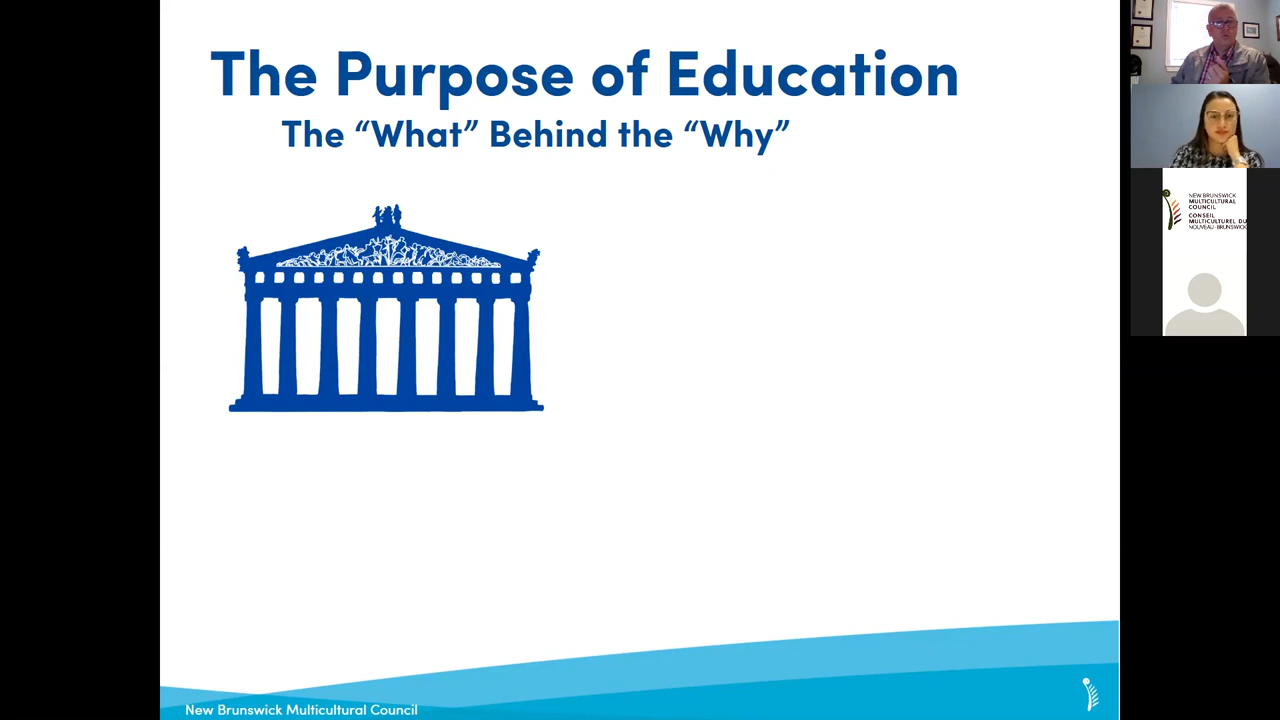 The Purpose of Education
The “What” Behind the “Why”
New Brunswick Multicultural Council
NEW BRUNSWICK
MULTICULTURAL
COUNCIL
CONSEIL
MULTICULTUREL DU
NOUVEAU-BRUNSWICK